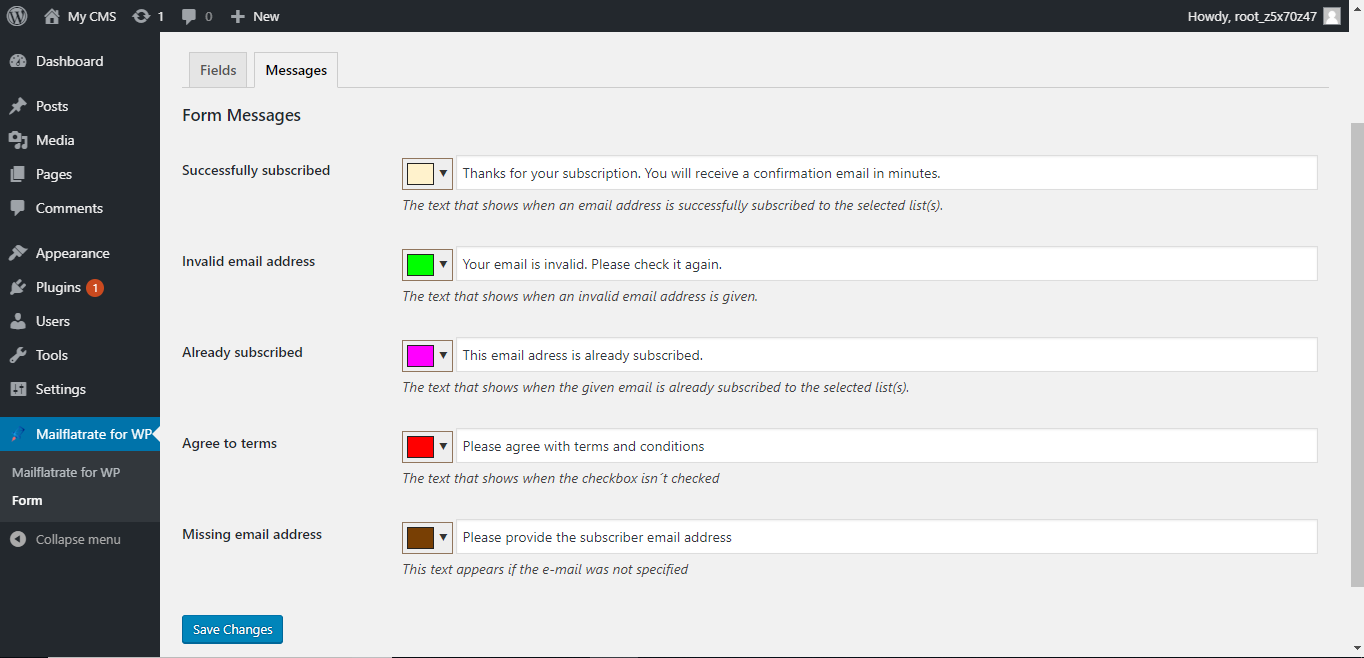 My CMS 1 0 New Howdy, root_z5x70z47
Dashboard
Posts
Media
Pages
Comments
Appearance
Plugins 1
Users
Tools
Settings
Mailflatrate for WP
Mailflatrate for WP
Form
Collapse menu
Fields Messages
Form Messages
Successfully subscribed Thanks for your subscription. You will receive a confirmation email in minutes.
The text that shows when an email address is successfully subscribed to the selected list(s).
Invalid email address Your email is invalid. Please check it again.
The text that shows when an invalid email address is given.
Already subscribed This email adress is already subscribed.
The text that shows when the given email is already subscribed to the selected list(s).
Agree to terms Please agree with terms and conditions
The text that shows when the checkbox isn´t checked
Missing email address Please provide the subscriber email address
This text appears if the e-mail was not specified
Save Changes